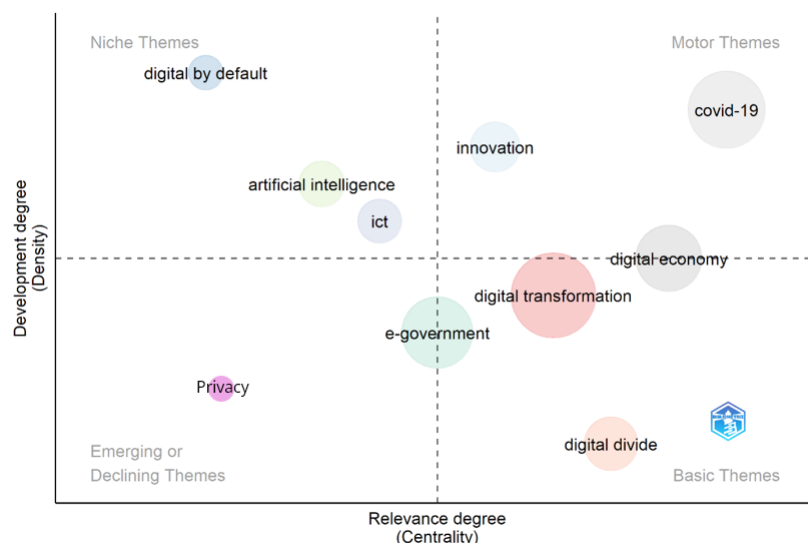 Niche Themes
Motor Themes
digital by default
covid-19
innovation
artificial intelligence
ict
digital economy
digital transformation
e-government
Privacy
digital divide
Emerging or
Declining Themes
Basic Themes
Development degree
(Density)
Relevance degree
(Centrality)